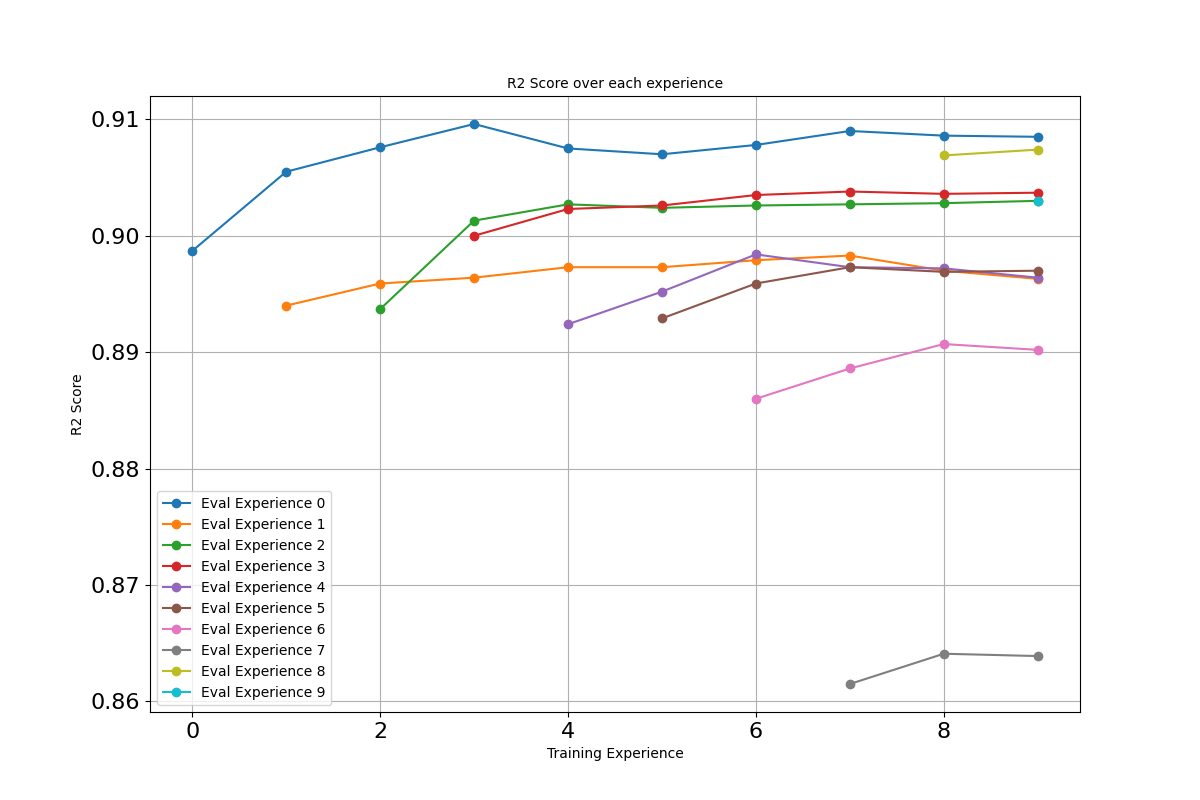 R2 Score over each experience
0.91
0.90
0.89
0.88
0.87
0.86
R2 Score
Eval Experience 0
Eval Experience 1
Eval Experience 2
Eval Experience 3
Eval Experience 4
Eval Experience 5
Eval Experience 6
Eval Experience 7
Eval Experience 8
Eval Experience 9
0 2 4 6 8
Training Experience